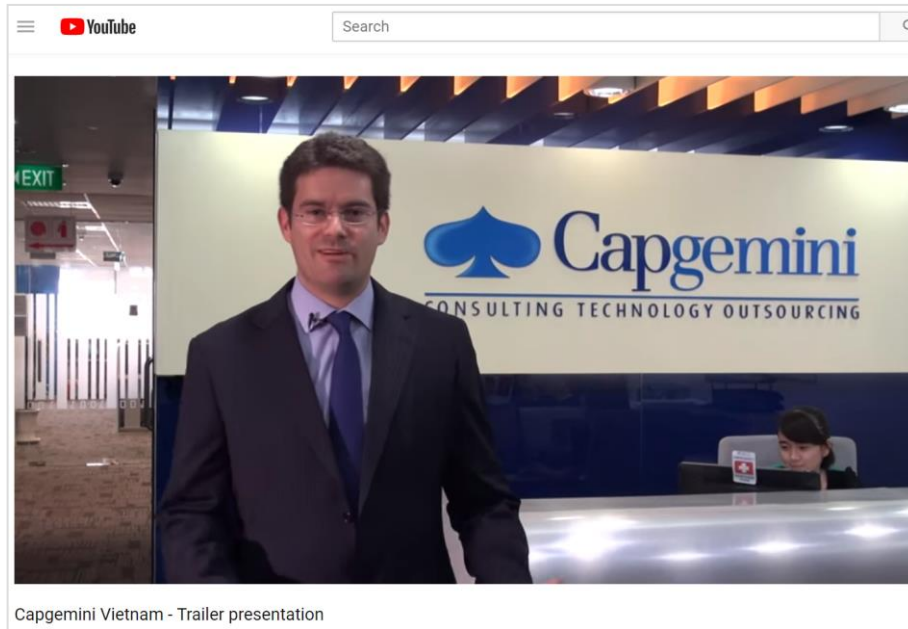 YouTube
Search
EXIT
Capgemini
CONSULTING TECHNOLOGY OUTSOURCING
Capgemini Vietnam - Trailer presentation